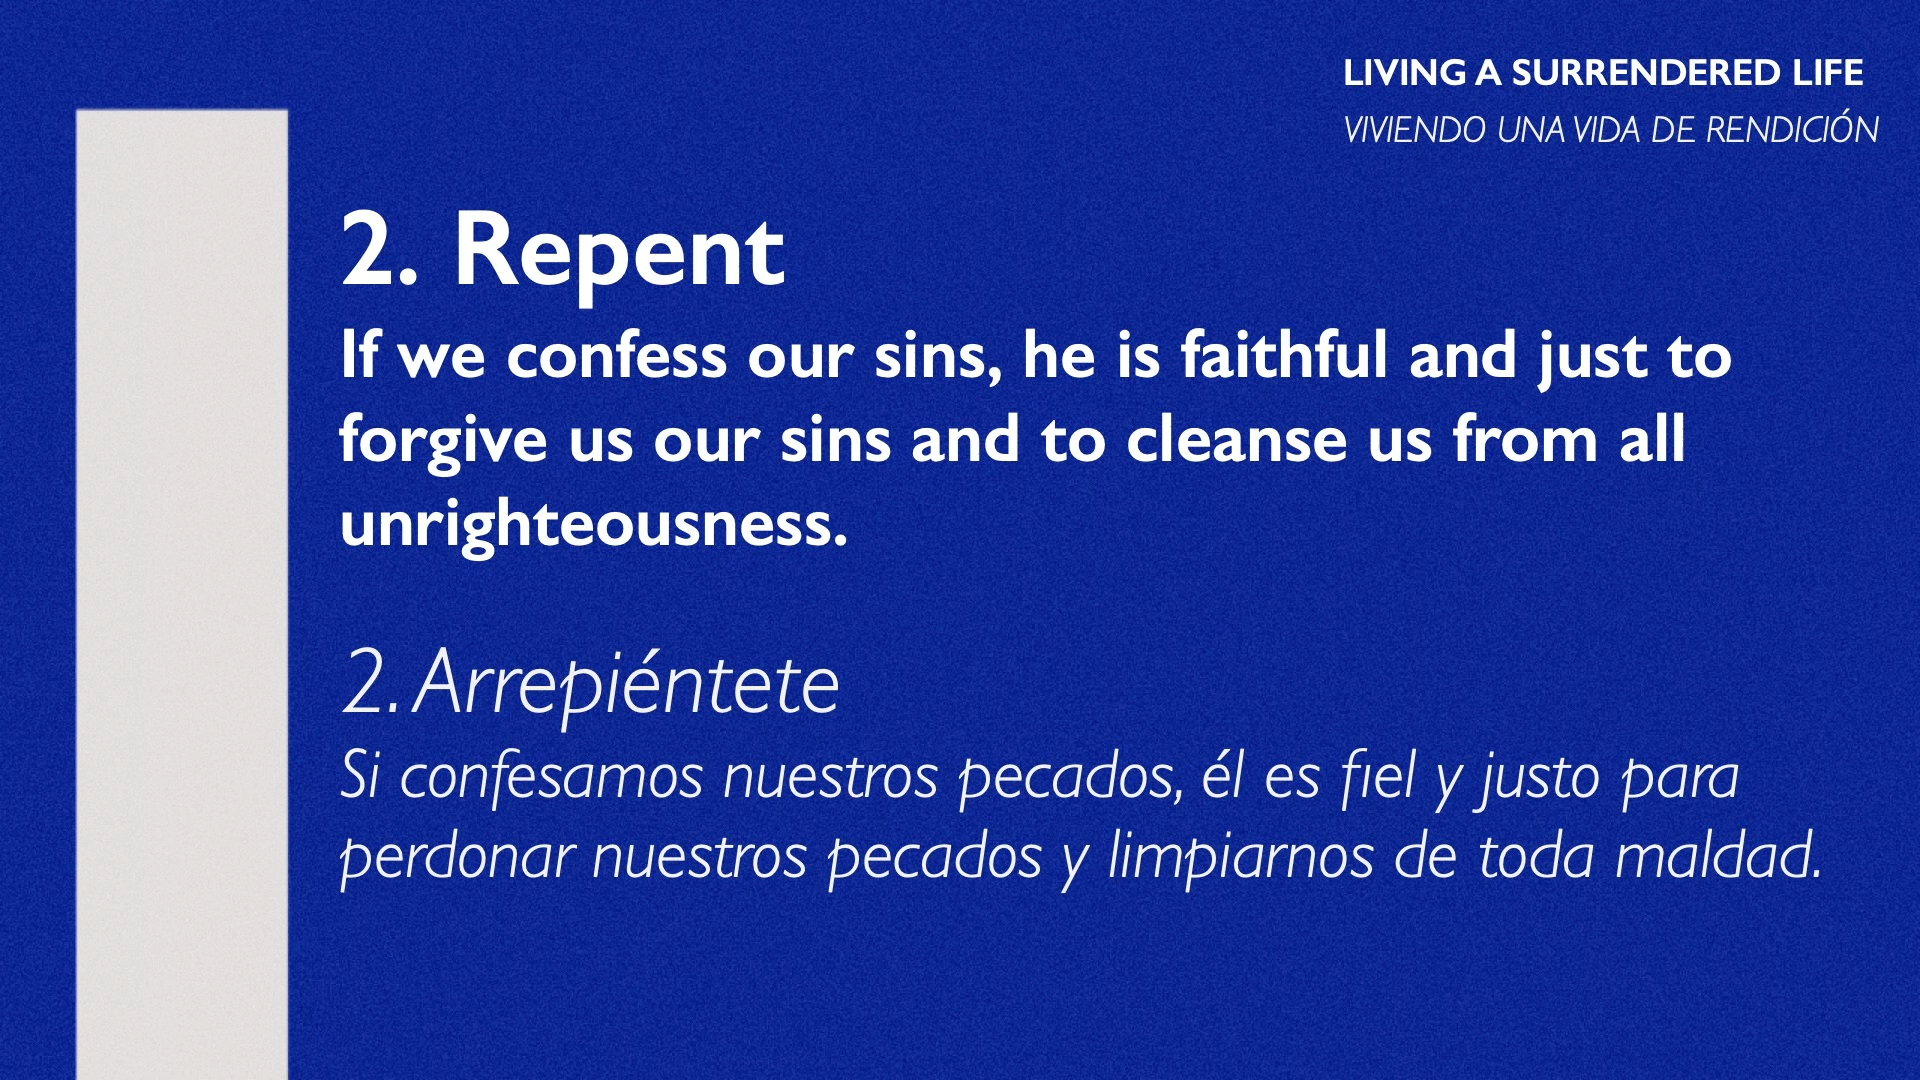 LIVING A SURRENDERED LIFE
VIVIENDO UNA VIDA DE RENDICIÓN
2. Repent
If we confess our sins, he is faithful and just to
forgive us our sins and to cleanse us from all
unrighteousness.
2. Arrepiéntete
Si confesamos nuestros pecados, él es fiel y justo para
perdonar nuestros pecados y limpiarnos de toda maldad.